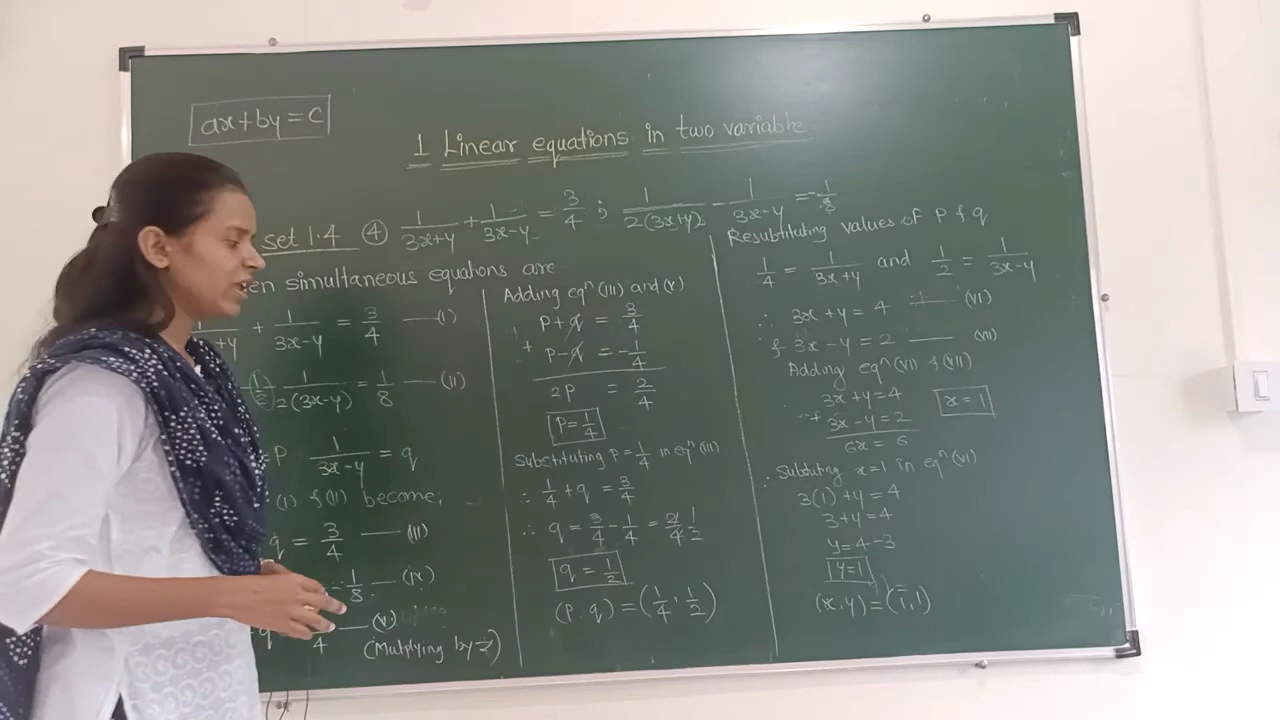 ax+by=c
1 Linear equations in two variable
set 1.4 ④ 1/(3x+y) + 1/(3x-y) = 3/4 ; 1/(2(3x+y)) - 1/(3x-y) = -1/8
en simultaneous equations are
+ 1/(3x-y) = 3/4 — (I)
1/(2(3x-y)) = 1/8 — (II)
= P 1/(3x-y) = q
(I) & (II) become,
q = 3/4 — (III)
1/8 — (IV)
q 4 — (V)
(Mutplying by 2)
Adding eqn (III) and (V)
P+q = 3/4
+ P-q = -1/4
2P = 2/4
P = 1/4
Substituting P = 1/4 in eqn (III)
∴ 1/4 + q = 3/4
∴ q = 3/4 - 1/4 = 2/4 1/2
q = 1/2
(P, q) = (1/4, 1/2)
Resubtituting values of P & q
1/4 = 1/(3x+y) and 1/2 = 1/(3x-y)
∴ 3x+y = 4 — (VI)
& 3x-y = 2 — (VII)
Adding eqn (VI) & (VII)
3x+y=4
+ 3x-y=2
6x = 6
x = 1
∴ Subtuting x=1 in eqn (VI)
3(1)+y=4
3+y=4
y=4-3
y=1
(x,y) = (1,1)